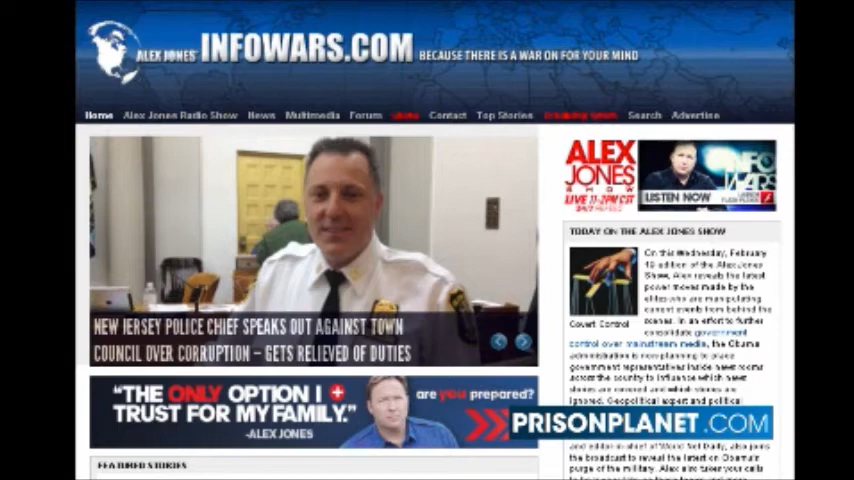 ALEX JONES' INFOWARS.COM BECAUSE THERE IS A WAR ON FOR YOUR MIND
Home Alex Jones Radio Show News Multimedia Forum Contact Top Stories Search Advertise
NEW JERSEY POLICE CHIEF SPEAKS OUT AGAINST TOWN
COUNCIL OVER CORRUPTION – GETS RELIEVED OF DUTIES
"THE ONLY OPTION I
TRUST FOR MY FAMILY."
-ALEX JONES
are you prepared?
FEATURED STORIES
ALEX
JONES
SHOW
LIVE 11-2PM CST
INFO
WARS
LISTEN NOW
TODAY ON THE ALEX JONES SHOW
On this Wednesday, February
19 edition of the Alex Jones
Show, Alex reveals the latest
power moves made by the
elites who are manipulating
current events from behind the
scenes. In an effort to further
consolidate government
Covert Control
control over mainstream media, the Obama
administration is now planning to place
government representatives inside news rooms
across the country to influence which news
stories are covered and which stories are
ignored. Geopolitical expert and political
PRISONPLANET.COM
and editor-in-chief of World Net Daily, also joins
the broadcast to reveal the latest on Obama's
purge of the military. Alex also takes your calls